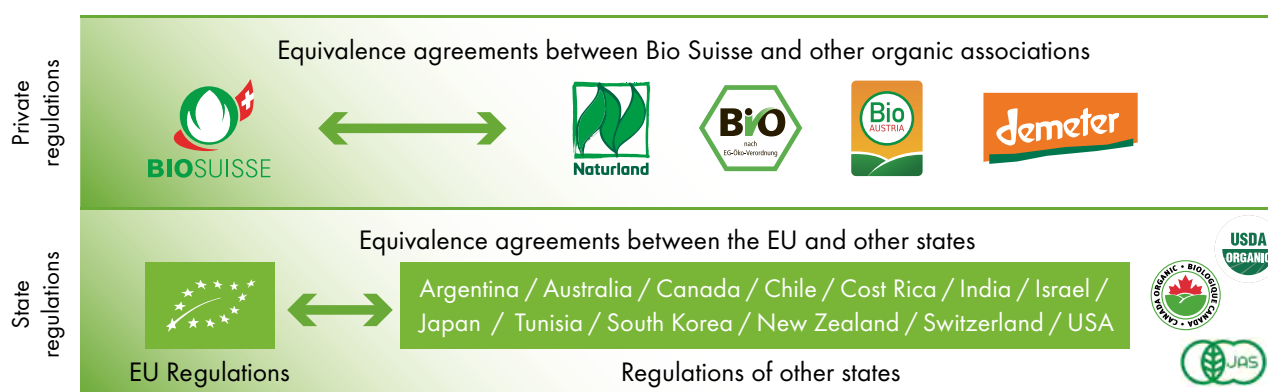 Private
regulations
Equivalence agreements between Bio Suisse and other organic associations
BIOSUISSE
Naturland
BiO
nach
EG-Öko-Verordnung
Bio
AUSTRIA
demeter
State
regulations
Equivalence agreements between the EU and other states
EU Regulations
Argentina / Australia / Canada / Chile / Cost Rica / India / Israel /
Japan / Tunisia / South Korea / New Zealand / Switzerland / USA
Regulations of other states
USDA
ORGANIC
CANADA ORGANIC • BIOLOGIQUE CANADA •
JAS